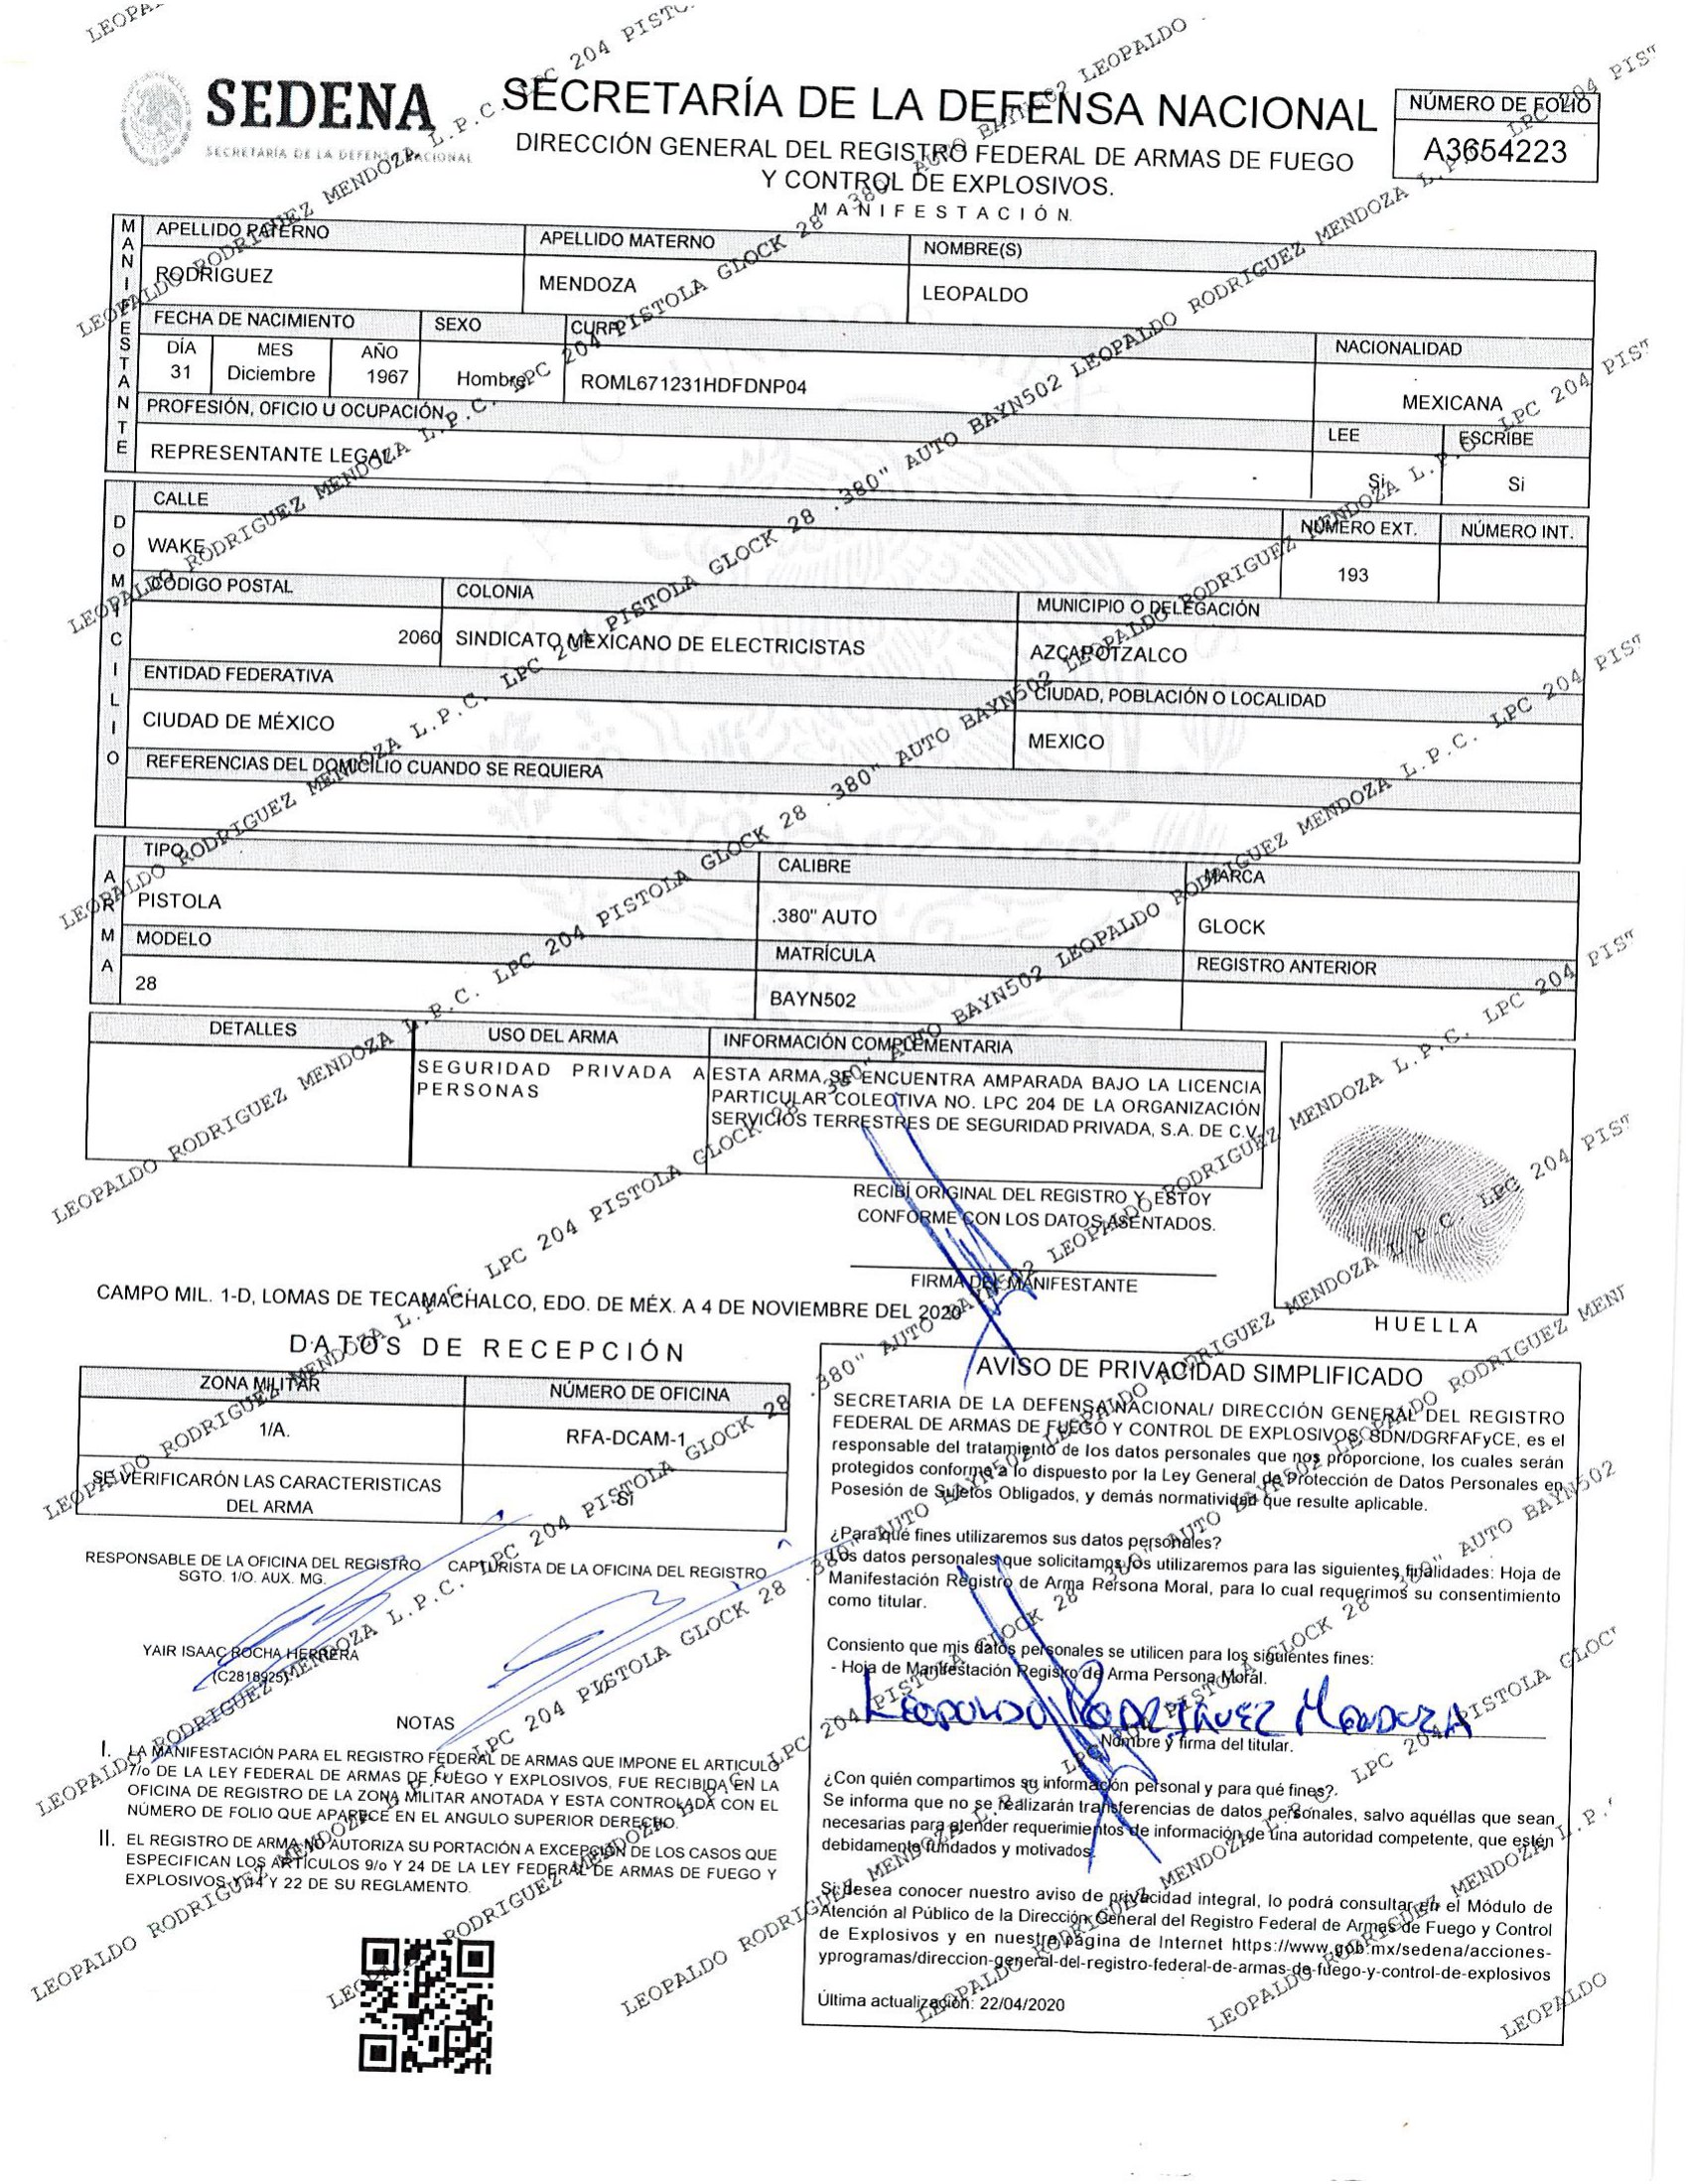 SEDENA
SECRETARÍA DE LA DEFENSA NACIONAL
SECRETARÍA DE LA DEFENSA NACIONAL
DIRECCIÓN GENERAL DEL REGISTRO FEDERAL DE ARMAS DE FUEGO
Y CONTROL DE EXPLOSIVOS.
MANIFESTACIÓN
NÚMERO DE FOLIO
A3654223
MANIFESTANTE
APELLIDO PATERNO APELLIDO MATERNO NOMBRE(S)
RODRIGUEZ MENDOZA LEOPALDO
FECHA DE NACIMIENTO SEXO CURP NACIONALIDAD
DÍA MES AÑO
31 Diciembre 1967 Hombre ROML671231HDFDNP04 MEXICANA
PROFESIÓN, OFICIO U OCUPACIÓN LEE ESCRIBE
REPRESENTANTE LEGAL Si Si
DOMICILIO
CALLE NÚMERO EXT. NÚMERO INT.
WAKE 193
CÓDIGO POSTAL COLONIA MUNICIPIO O DELEGACIÓN
2060 SINDICATO MEXICANO DE ELECTRICISTAS AZCAPOTZALCO
ENTIDAD FEDERATIVA CIUDAD, POBLACIÓN O LOCALIDAD
CIUDAD DE MÉXICO MEXICO
REFERENCIAS DEL DOMICILIO CUANDO SE REQUIERA
ARMA
TIPO CALIBRE MARCA
PISTOLA .380" AUTO GLOCK
MODELO MATRÍCULA REGISTRO ANTERIOR
28 BAYN502
DETALLES USO DEL ARMA INFORMACIÓN COMPLEMENTARIA
SEGURIDAD PRIVADA A
PERSONAS
ESTA ARMA SE ENCUENTRA AMPARADA BAJO LA LICENCIA
PARTICULAR COLECTIVA NO. LPC 204 DE LA ORGANIZACIÓN
SERVICIOS TERRESTRES DE SEGURIDAD PRIVADA, S.A. DE C.V.
RECIBÍ ORIGINAL DEL REGISTRO Y ESTOY
CONFORME CON LOS DATOS ASENTADOS.
FIRMA DEL MANIFESTANTE
HUELLA
CAMPO MIL. 1-D, LOMAS DE TECAMACHALCO, EDO. DE MÉX. A 4 DE NOVIEMBRE DEL 2020
DATOS DE RECEPCIÓN
ZONA MILITAR NÚMERO DE OFICINA
1/A. RFA-DCAM-1
SE VERIFICARÓN LAS CARACTERISTICAS
DEL ARMA
SI
RESPONSABLE DE LA OFICINA DEL REGISTRO
SGTO. 1/O. AUX. MG.
CAPTURISTA DE LA OFICINA DEL REGISTRO
YAIR ISAAC ROCHA HERRERA
(C2818925)
NOTAS
I. LA MANIFESTACIÓN PARA EL REGISTRO FEDERAL DE ARMAS QUE IMPONE EL ARTICULO
7/o DE LA LEY FEDERAL DE ARMAS DE FUEGO Y EXPLOSIVOS, FUE RECIBIDA EN LA
OFICINA DE REGISTRO DE LA ZONA MILITAR ANOTADA Y ESTA CONTROLADA CON EL
NÚMERO DE FOLIO QUE APARECE EN EL ANGULO SUPERIOR DERECHO.
II. EL REGISTRO DE ARMA NO AUTORIZA SU PORTACIÓN A EXCEPCIÓN DE LOS CASOS QUE
ESPECIFICAN LOS ARTÍCULOS 9/o Y 24 DE LA LEY FEDERAL DE ARMAS DE FUEGO Y
EXPLOSIVOS Y 14 Y 22 DE SU REGLAMENTO.
AVISO DE PRIVACIDAD SIMPLIFICADO
SECRETARIA DE LA DEFENSA NACIONAL/ DIRECCIÓN GENERAL DEL REGISTRO
FEDERAL DE ARMAS DE FUEGO Y CONTROL DE EXPLOSIVOS SDN/DGRFAFyCE, es el
responsable del tratamiento de los datos personales que nos proporcione, los cuales serán
protegidos conforme a lo dispuesto por la Ley General de Protección de Datos Personales en
Posesión de Sujetos Obligados, y demás normatividad que resulte aplicable.
¿Para qué fines utilizaremos sus datos personales?
Los datos personales que solicitamos los utilizaremos para las siguientes finalidades: Hoja de
Manifestación Registro de Arma Persona Moral, para lo cual requerimos su consentimiento
como titular.
Consiento que mis datos personales se utilicen para los siguientes fines:
- Hoja de Manifestación Registro de Arma Persona Moral.
LEOPOLDO RODRIGUEZ MENDOZA
Nombre y firma del titular.
¿Con quién compartimos su información personal y para qué fines?.
Se informa que no se realizarán transferencias de datos personales, salvo aquéllas que sean
necesarias para atender requerimientos de información de una autoridad competente, que estén
debidamente fundados y motivados.
Si desea conocer nuestro aviso de privacidad integral, lo podrá consultar en el Módulo de
Atención al Público de la Dirección General del Registro Federal de Armas de Fuego y Control
de Explosivos y en nuestra página de Internet https://www.gob.mx/sedena/acciones-
yprogramas/direccion-general-del-registro-federal-de-armas-de-fuego-y-control-de-explosivos
Última actualización: 22/04/2020
LEOPALDO RODRIGUEZ MENDOZA L.P.C. LPC 204 PISTOLA GLOCK 28 .380" AUTO BAYN502